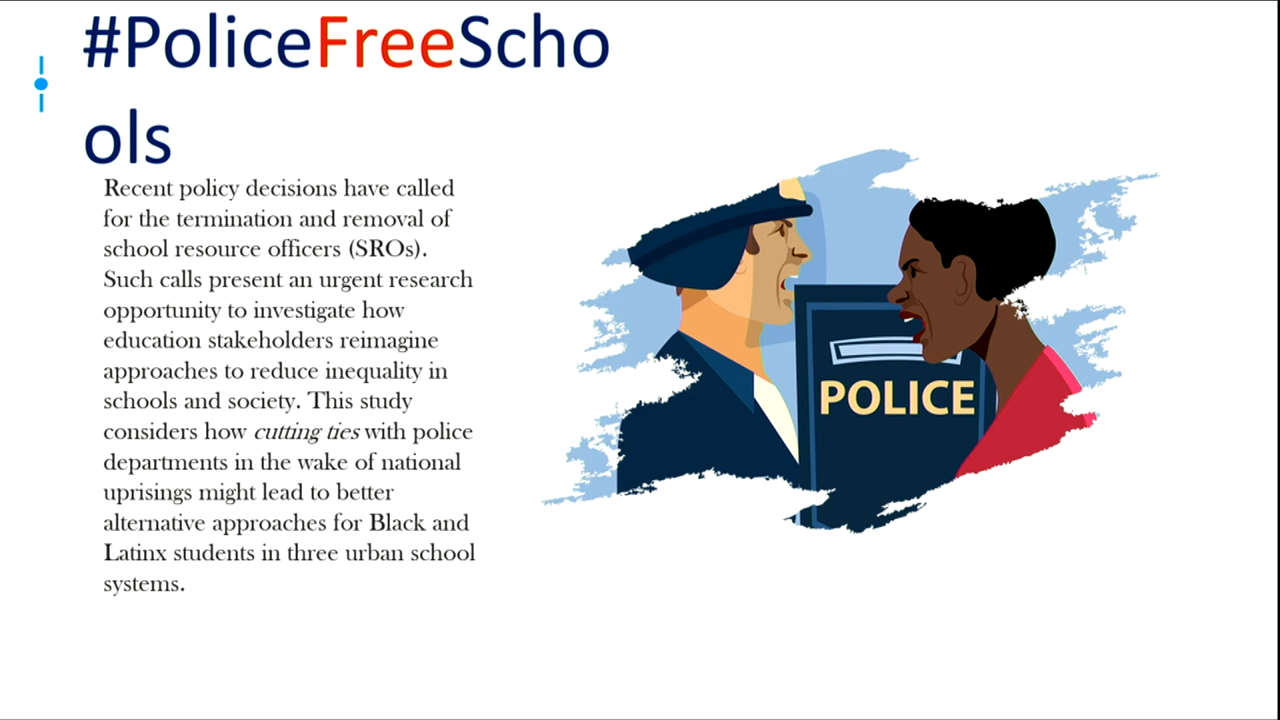 #PoliceFreeScho
ols
Recent policy decisions have called
for the termination and removal of
school resource officers (SROs).
Such calls present an urgent research
opportunity to investigate how
education stakeholders reimagine
approaches to reduce inequality in
schools and society. This study
considers how cutting ties with police
departments in the wake of national
uprisings might lead to better
alternative approaches for Black and
Latinx students in three urban school
systems.
POLICE